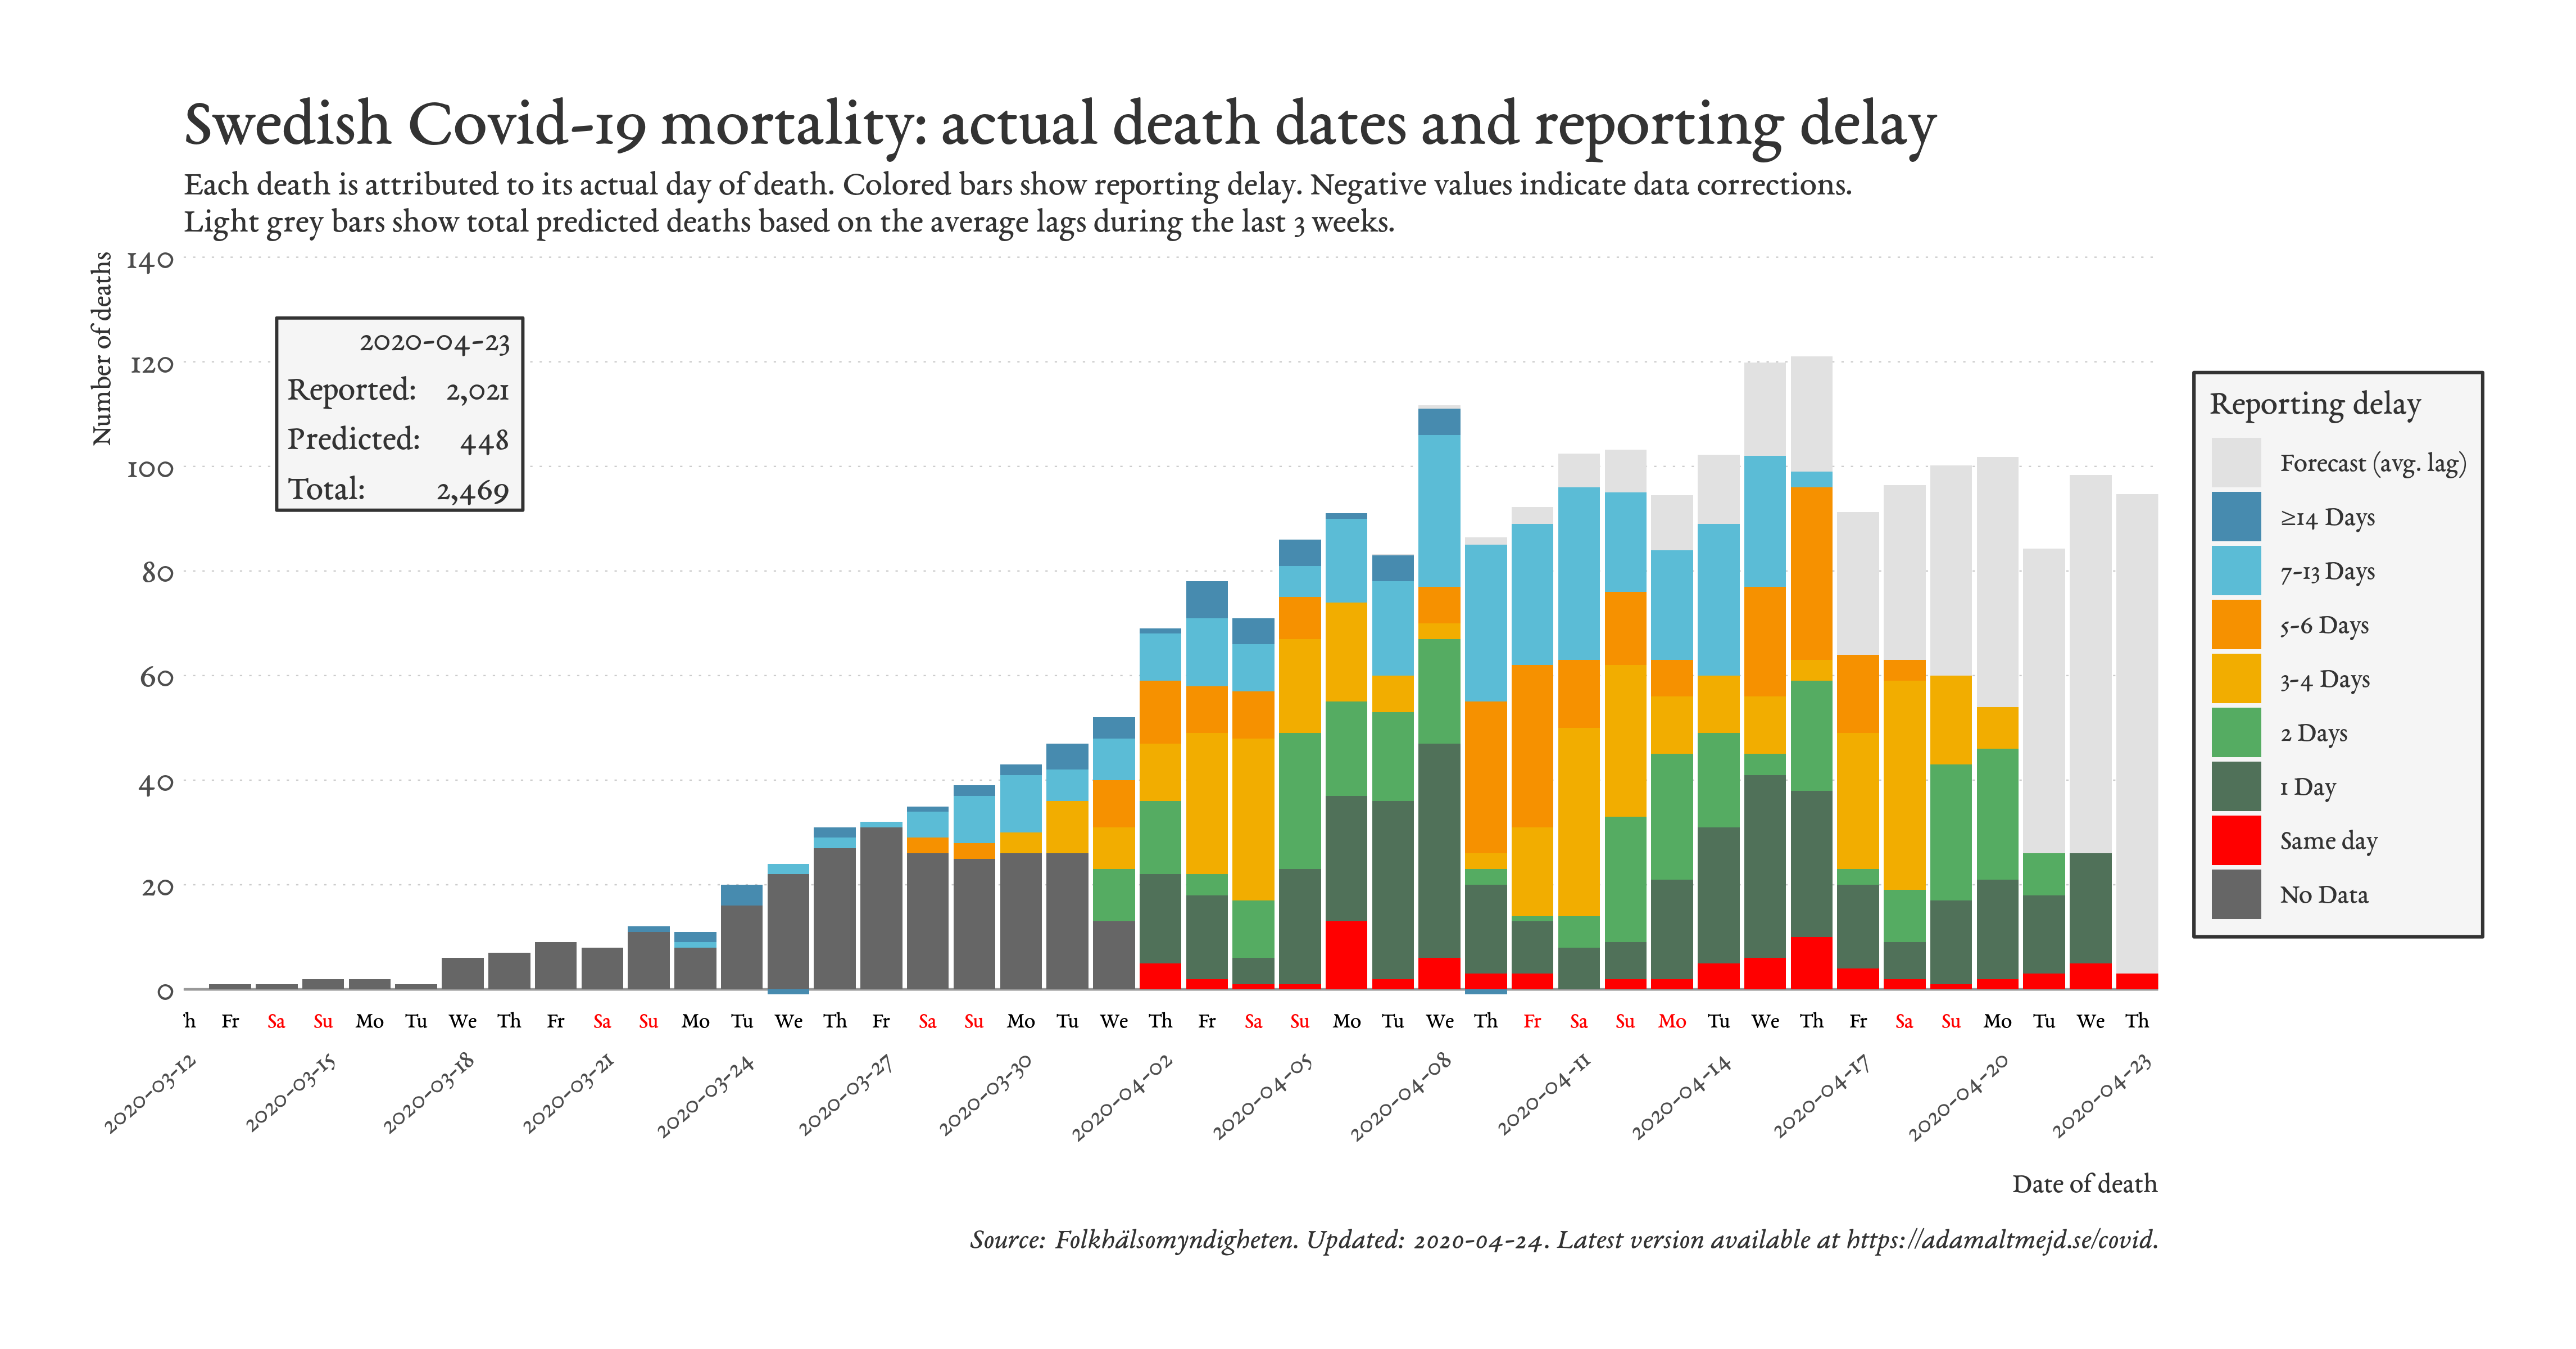 Swedish Covid-19 mortality: actual death dates and reporting delay
Each death is attributed to its actual day of death. Colored bars show reporting delay. Negative values indicate data corrections.
Light grey bars show total predicted deaths based on the average lags during the last 3 weeks.
Number of deaths
140
120
100
80
60
40
20
0
2020-04-23
Reported: 2,021
Predicted: 448
Total: 2,469
Reporting delay
Forecast (avg. lag)
≥14 Days
7-13 Days
5-6 Days
3-4 Days
2 Days
1 Day
Same day
No Data
h Fr Sa Su Mo Tu We Th Fr Sa Su Mo Tu We Th Fr Sa Su Mo Tu We Th Fr Sa Su Mo Tu We Th Fr Sa Su Mo Tu We Th Fr Sa Su Mo Tu We Th
2020-03-12 2020-03-15 2020-03-18 2020-03-21 2020-03-24 2020-03-27 2020-03-30 2020-04-02 2020-04-05 2020-04-08 2020-04-11 2020-04-14 2020-04-17 2020-04-20 2020-04-23
Date of death
Source: Folkhälsomyndigheten. Updated: 2020-04-24. Latest version available at https://adamaltmejd.se/covid.